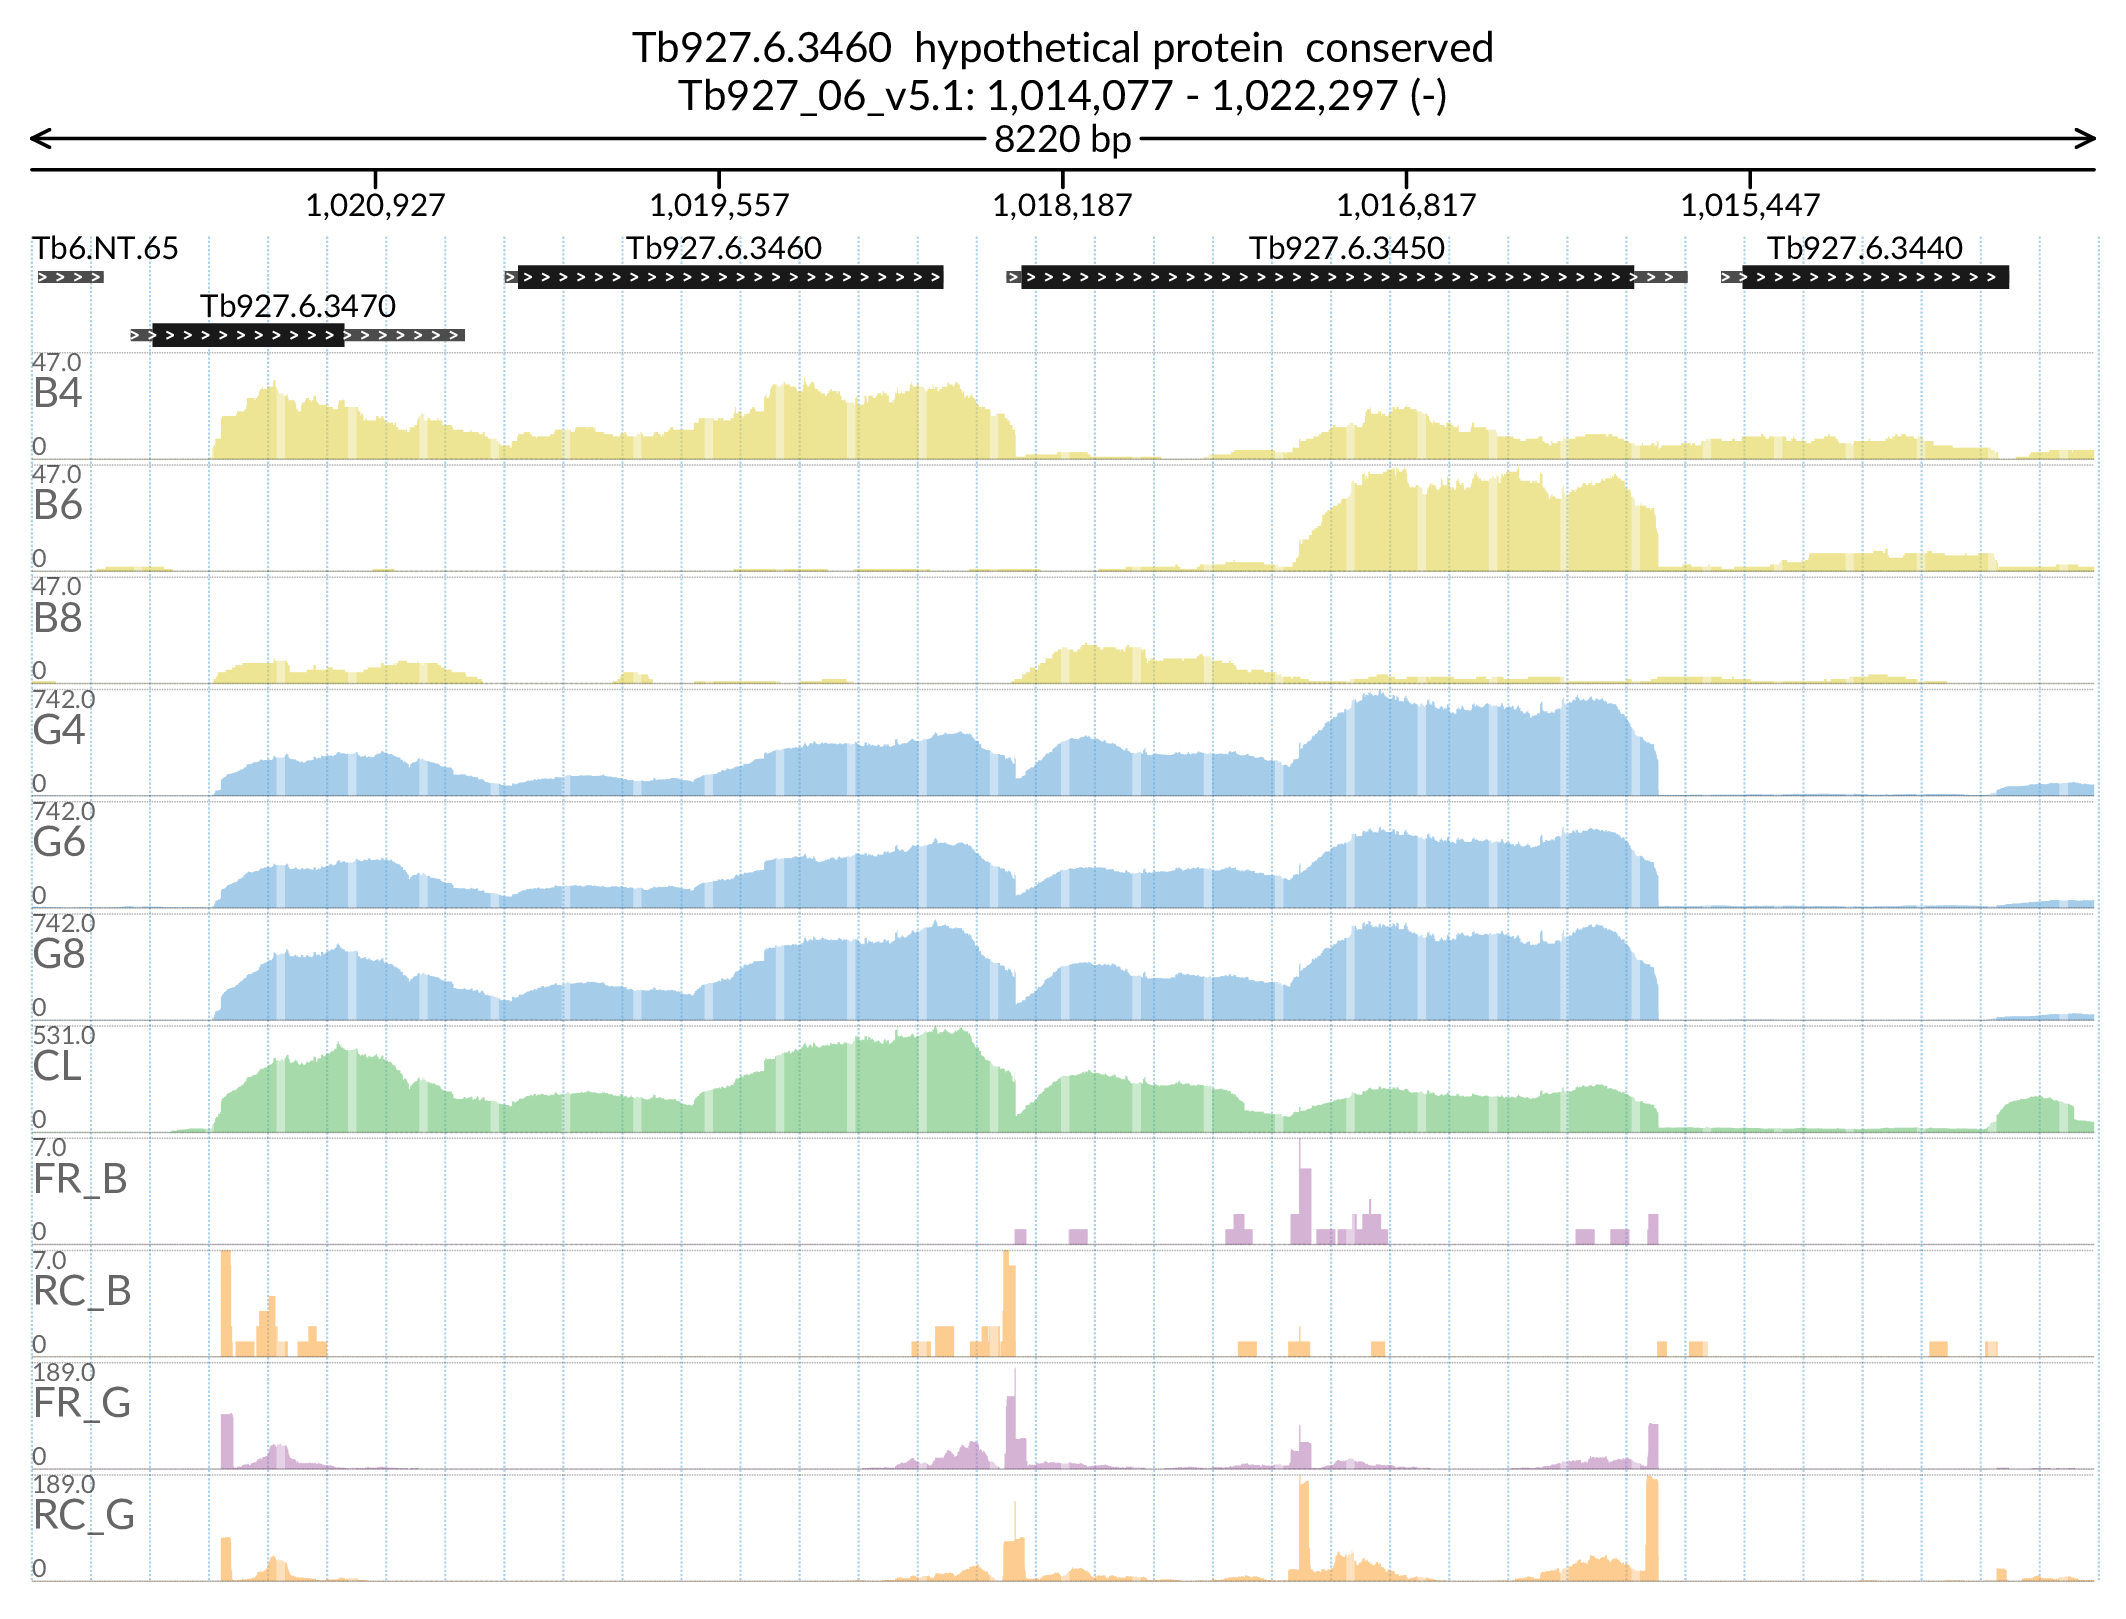 Tb927.6.3460  hypothetical protein  conserved
Tb927_06_v5.1: 1,014,077 - 1,022,297 (-)
8220 bp
1,020,927 1,019,557 1,018,187 1,016,817 1,015,447
Tb6.NT.65 Tb927.6.3460 Tb927.6.3450 Tb927.6.3440
Tb927.6.3470
47.0
B4
0
47.0
B6
0
47.0
B8
0
742.0
G4
0
742.0
G6
0
742.0
G8
0
531.0
CL
0
7.0
FR_B
0
7.0
RC_B
0
189.0
FR_G
0
189.0
RC_G
0